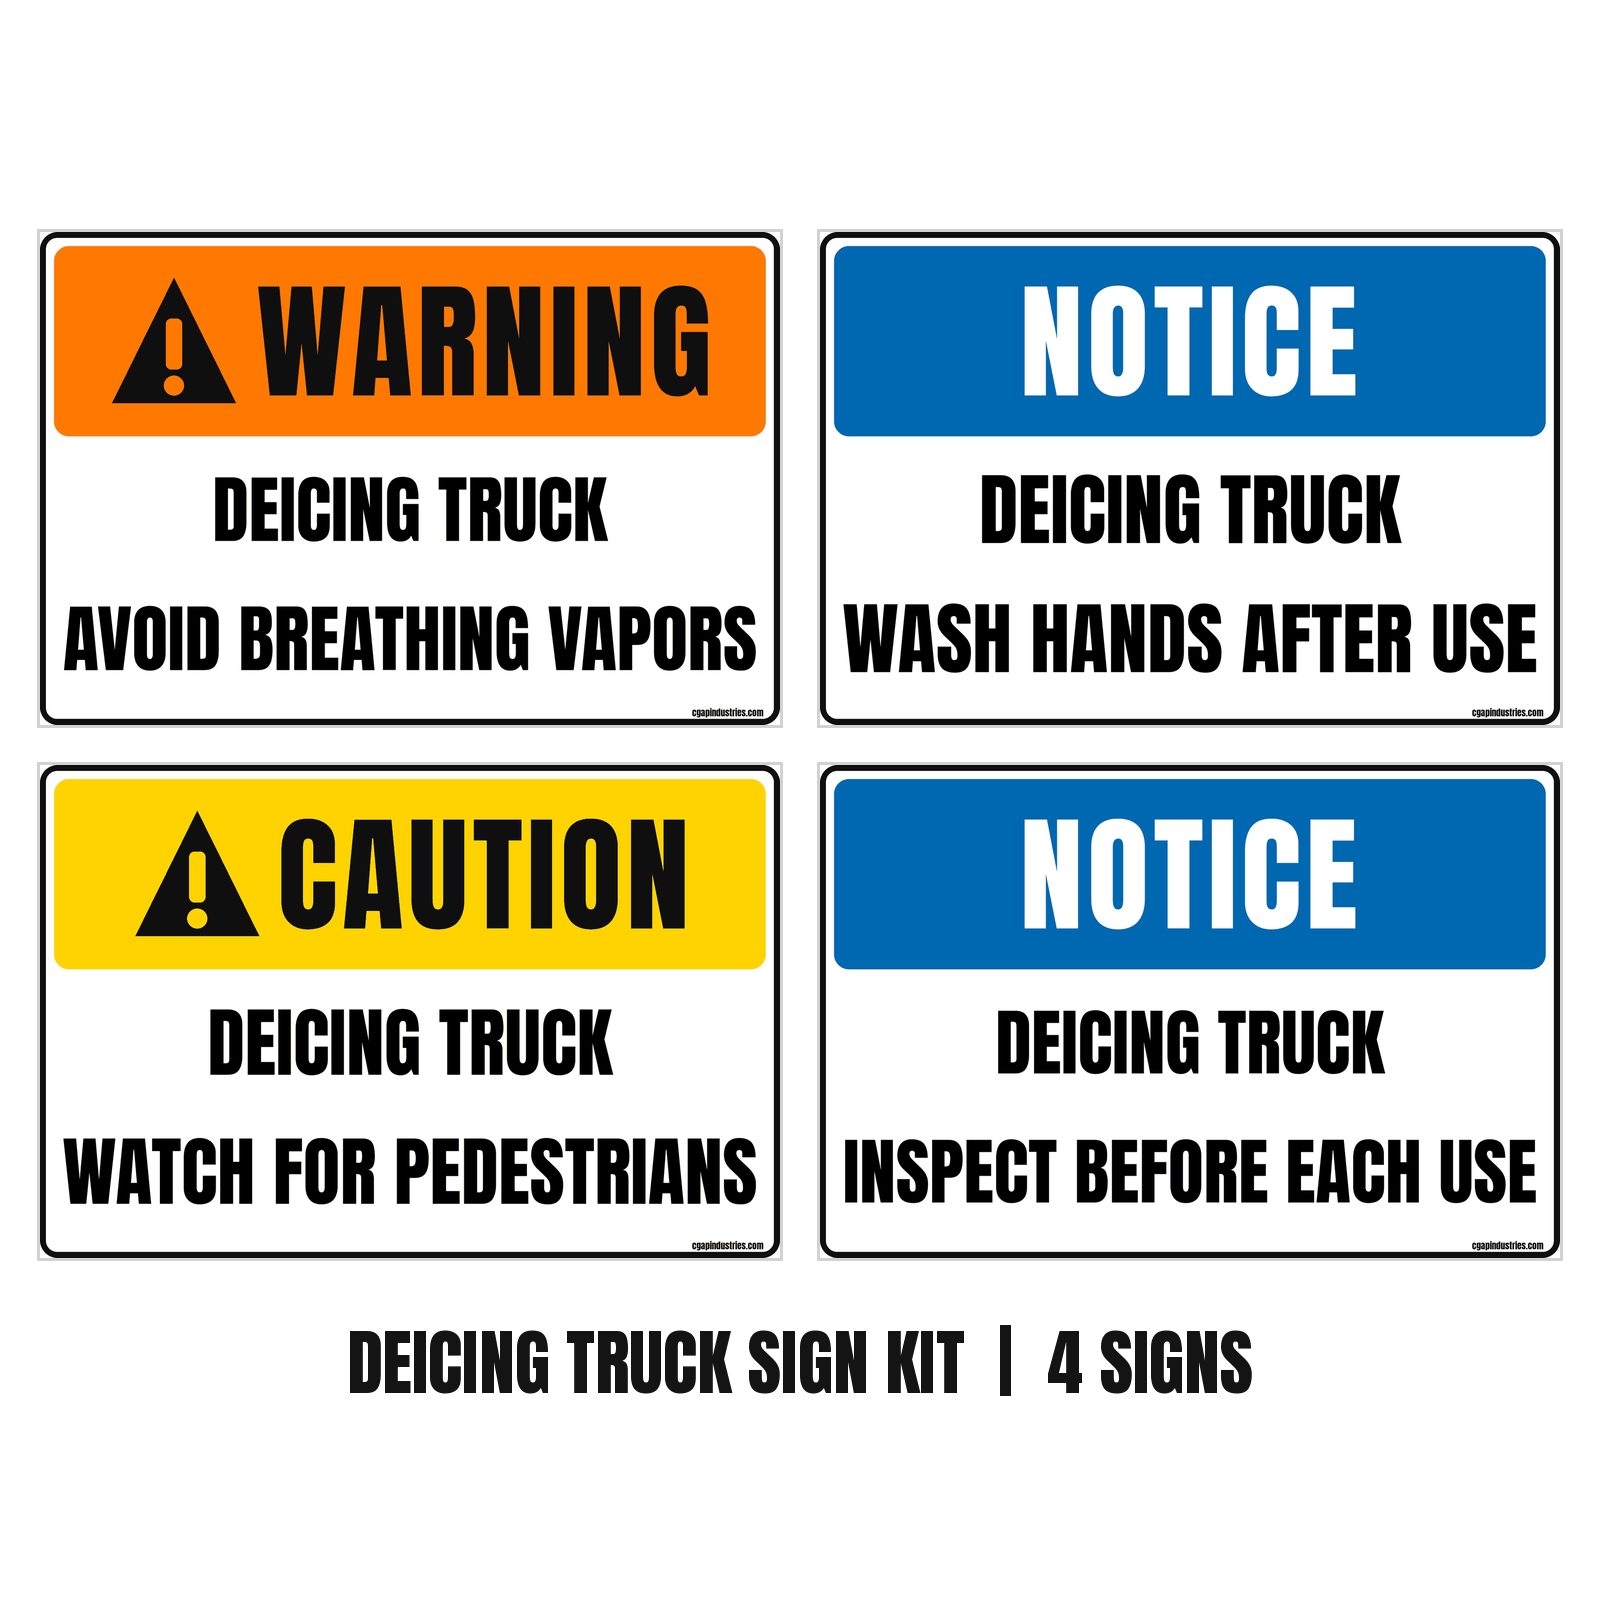 WARNING
DEICING TRUCK
AVOID BREATHING VAPORS
cgapindustries.com
NOTICE
DEICING TRUCK
WASH HANDS AFTER USE
cgapindustries.com
CAUTION
DEICING TRUCK
WATCH FOR PEDESTRIANS
cgapindustries.com
NOTICE
DEICING TRUCK
INSPECT BEFORE EACH USE
cgapindustries.com
DEICING TRUCK SIGN KIT | 4 SIGNS